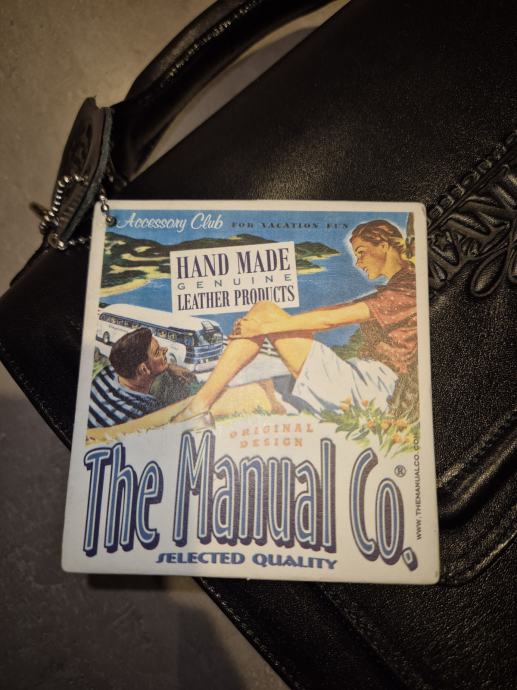 Accessory Club FOR VACATION FUN
HAND MADE
GENUINE
LEATHER PRODUCTS
ORIGINAL
DESIGN
The Manual Co.®
SELECTED QUALITY
WWW.THEMANUALCO.COM